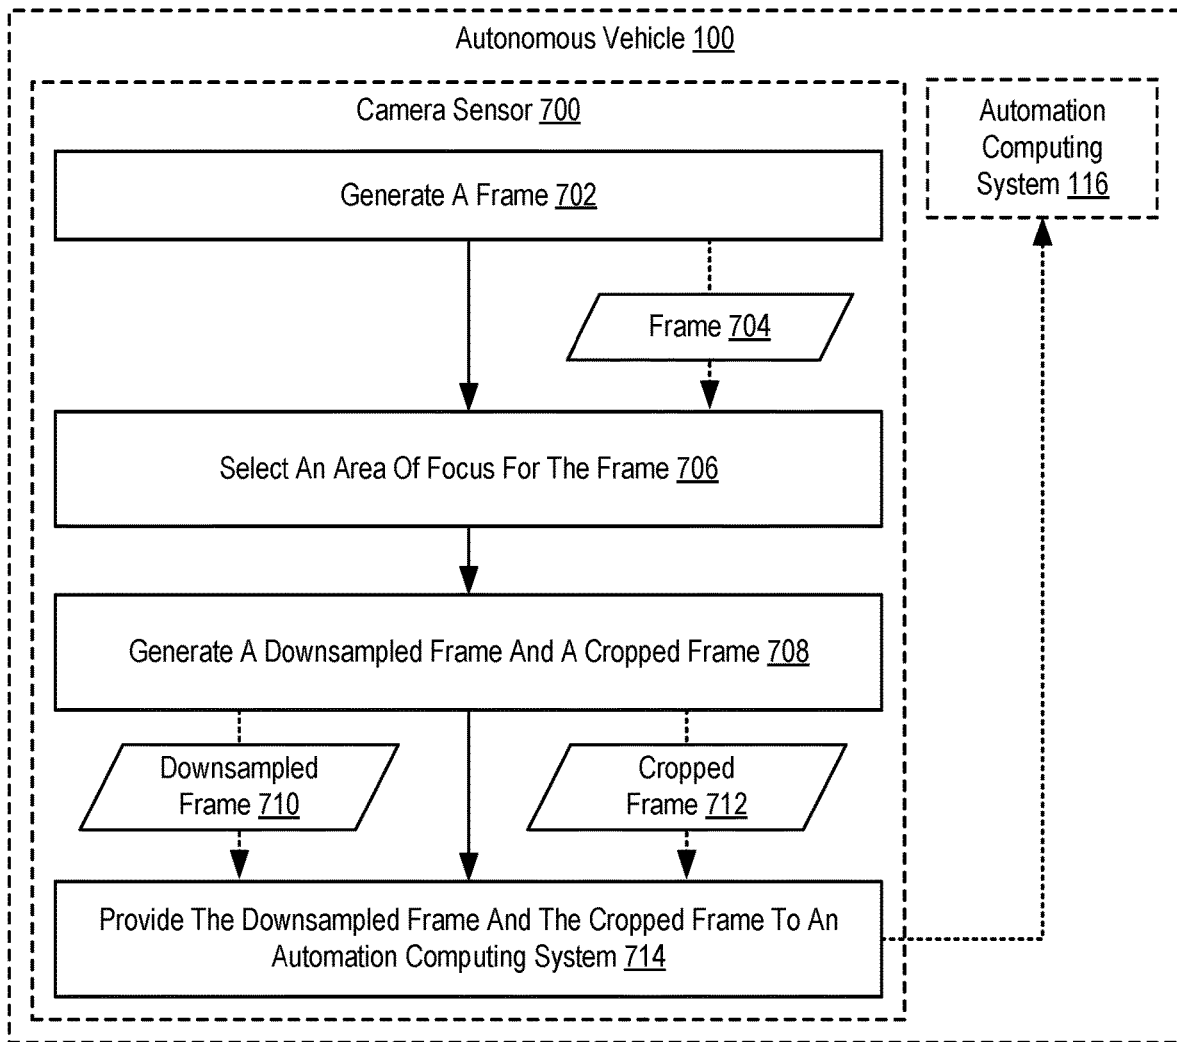 Autonomous Vehicle 100
Camera Sensor 700
Automation
Computing
System 116
Generate A Frame 702
Frame 704
Select An Area Of Focus For The Frame 706
Generate A Downsampled Frame And A Cropped Frame 708
Downsampled
Frame 710
Cropped
Frame 712
Provide The Downsampled Frame And The Cropped Frame To An
Automation Computing System 714